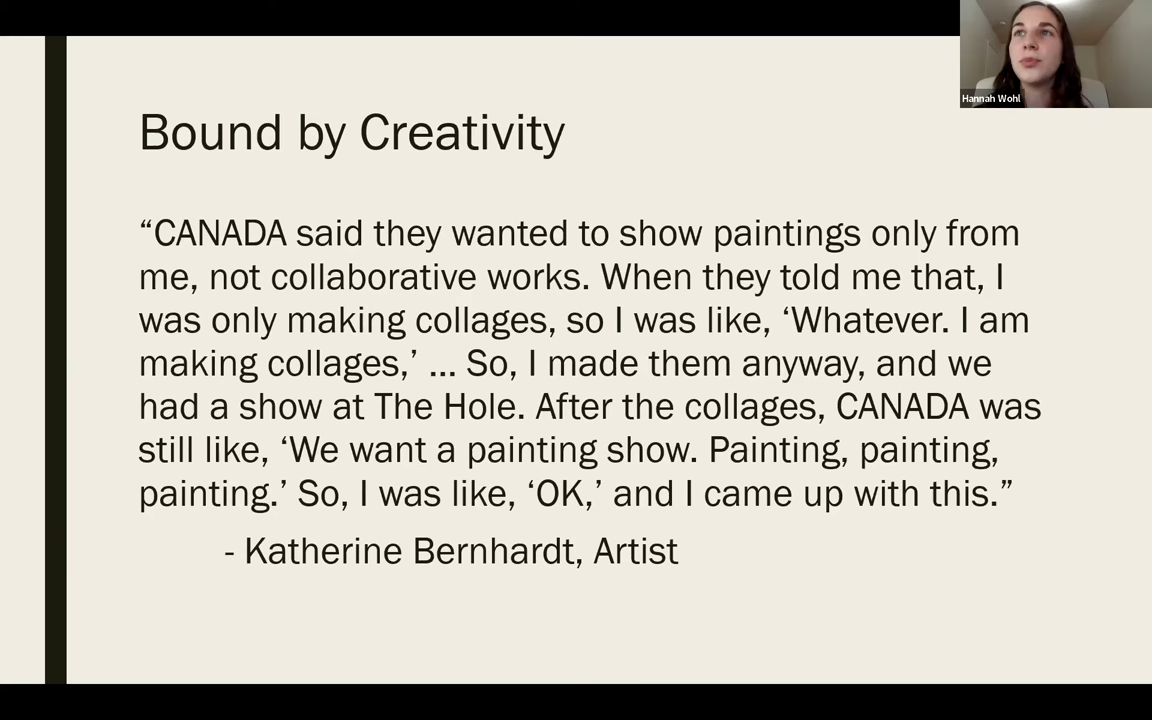 Hannah Wohl
Bound by Creativity
“CANADA said they wanted to show paintings only from
me, not collaborative works. When they told me that, I
was only making collages, so I was like, ‘Whatever. I am
making collages,’ ... So, I made them anyway, and we
had a show at The Hole. After the collages, CANADA was
still like, ‘We want a painting show. Painting, painting,
painting.’ So, I was like, ‘OK,’ and I came up with this.”
- Katherine Bernhardt, Artist